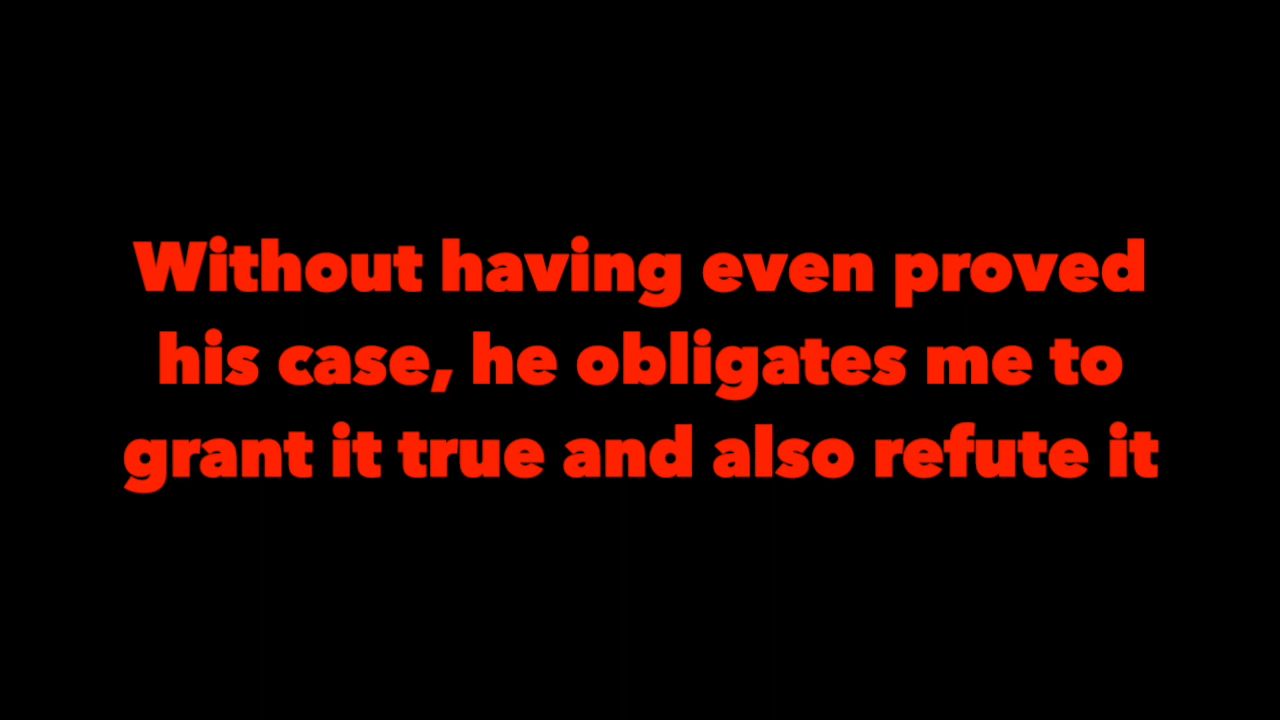 Without having even proved
his case, he obligates me to
grant it true and also refute it